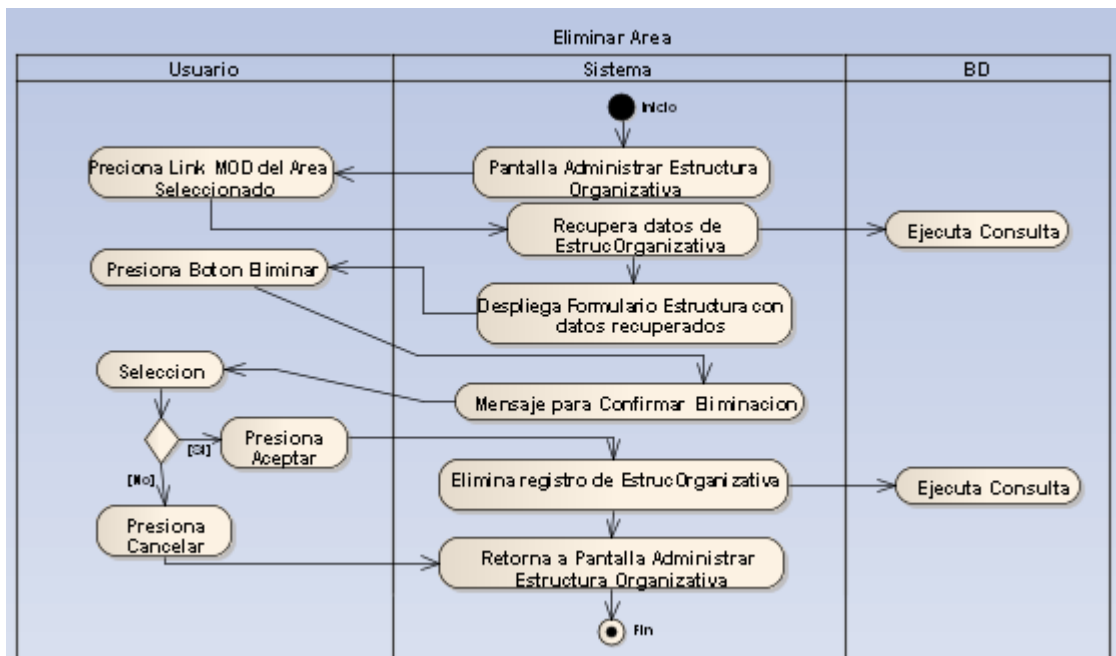 Eliminar Area
Usuario
Sistema
BD
Inicio
Preciona Link MOD del Area
Seleccionado
Pantalla Administrar Estructura
Organizativa
Recupera datos de
EstrucOrganizativa
Ejecuta Consulta
Presiona Boton Eliminar
Despliega Formulario Estructura con
datos recuperados
Seleccion
Mensaje para Confirmar Eliminacion
[SI]
Presiona
Aceptar
[No]
Elimina registro de EstrucOrganizativa
Ejecuta Consulta
Presiona
Cancelar
Retorna a Pantalla Administrar
Estructura Organizativa
Fin